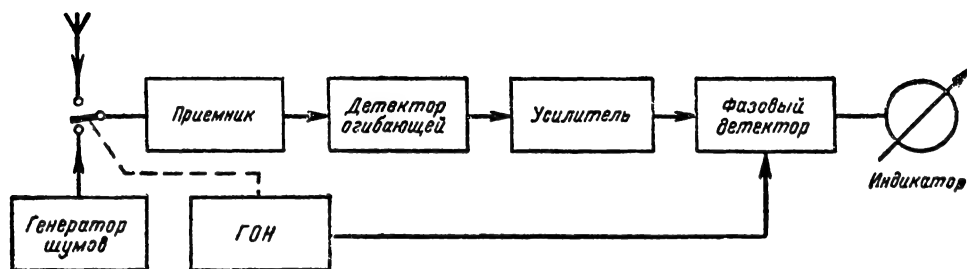 Приемник
Детектор
огибающей
Усилитель
Фазовый
детектор
Индикатор
Генератор
шумов
ГОН